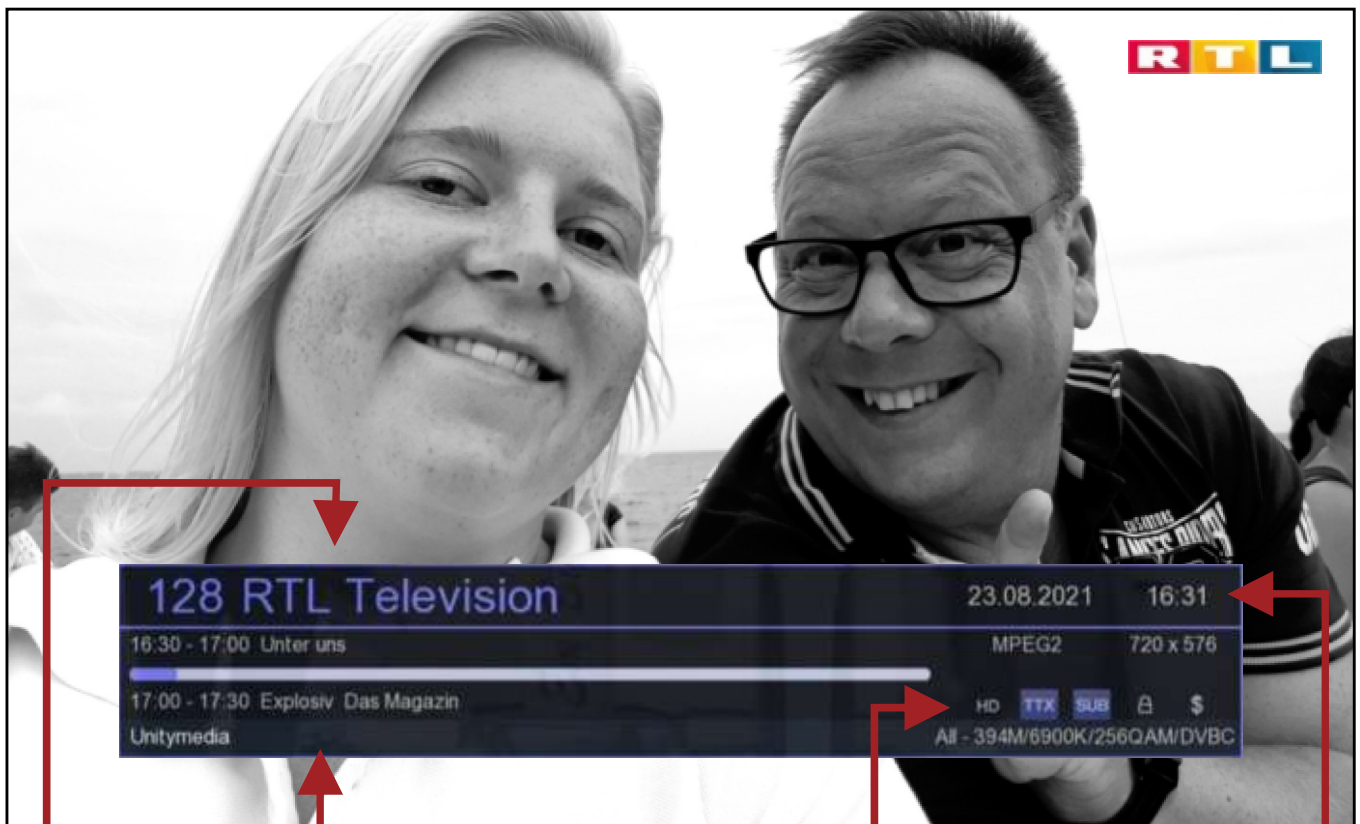 RTL
128 RTL Television 23.08.2021 16:31
16:30 - 17:00 Unter uns MPEG2 720 x 576
17:00 - 17:30 Explosiv Das Magazin HD TTX SUB $
Unitymedia All - 394M/6900K/256QAM/DVBC